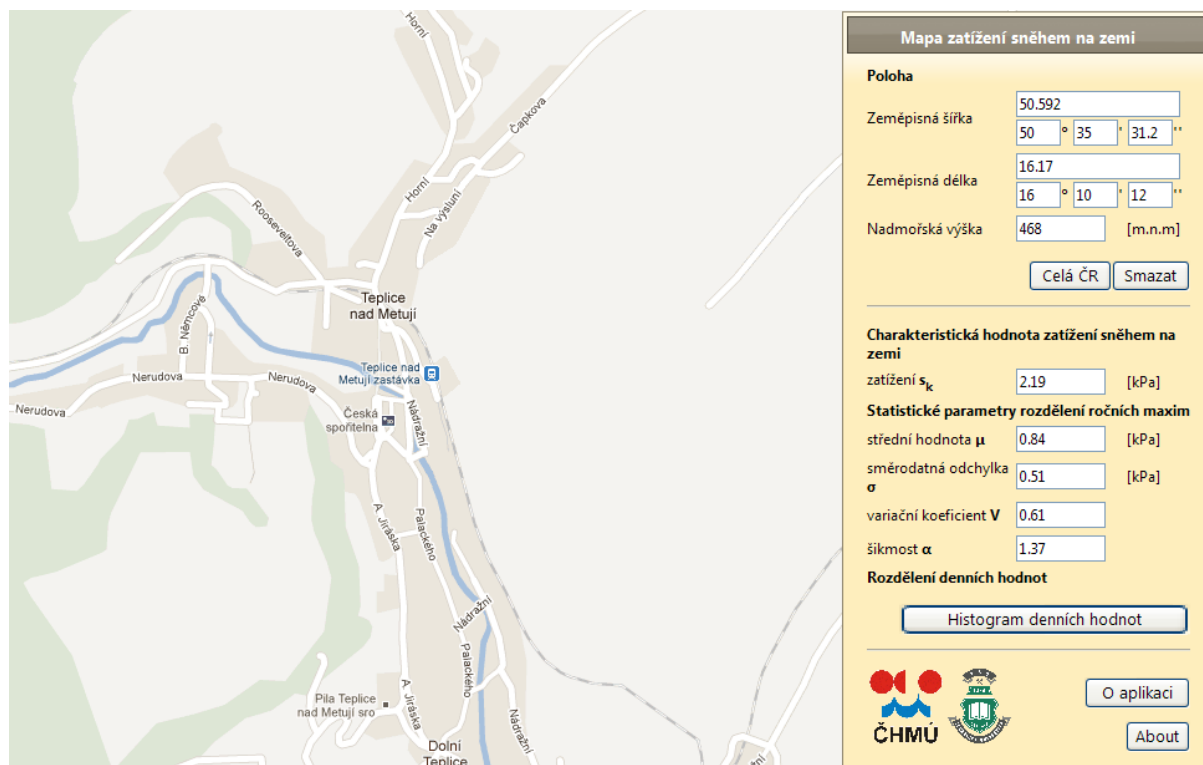 Horní
Čapkova
Horní
Na výsluní
Rooseveltova
B. Němcové
Teplice
nad Metují
Teplice nad
Metují zastávka
Nerudova
Nerudova
Nerudova
Česká
spořitelna
Nádražní
A. Jiráska
Palackého
Nádražní
Palackého
Pila Teplice
nad Metují sro
A. Jiráska
Nádražní
Dolní
Teplice
Mapa zatížení sněhem na zemi
Poloha
Zeměpisná šířka
50.592
50 ° 35 ' 31.2 ''
Zeměpisná délka
16.17
16 ° 10 ' 12 ''
Nadmořská výška 468 [m.n.m]
Celá ČR Smazat
Charakteristická hodnota zatížení sněhem na
zemi
zatížení sk 2.19 [kPa]
Statistické parametry rozdělení ročních maxim
střední hodnota μ 0.84 [kPa]
směrodatná odchylka
σ 0.51 [kPa]
variační koeficient V 0.61
šikmost α 1.37
Rozdělení denních hodnot
Histogram denních hodnot
ČHMÚ
O aplikaci
About